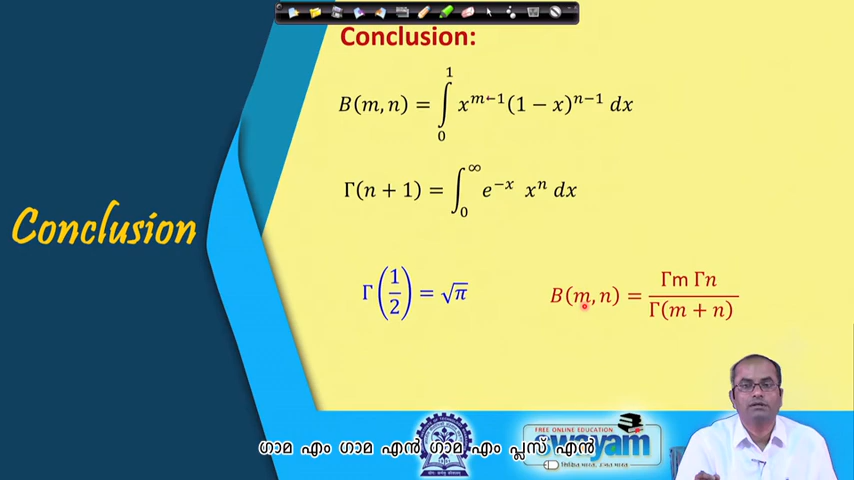 Conclusion:
B(m, n) = ∫₀¹ x^{m−1}(1 − x)^{n−1} dx
Γ(n + 1) = ∫₀^∞ e^{−x} x^n dx
Conclusion
Γ(1/2) = √π
B(m, n) = Γm Γn / Γ(m + n)
FREE ONLINE EDUCATION
swayam
ഗാമ എം ഗാമ എൻ ഗാമ എം പ്ലസ് എൻ